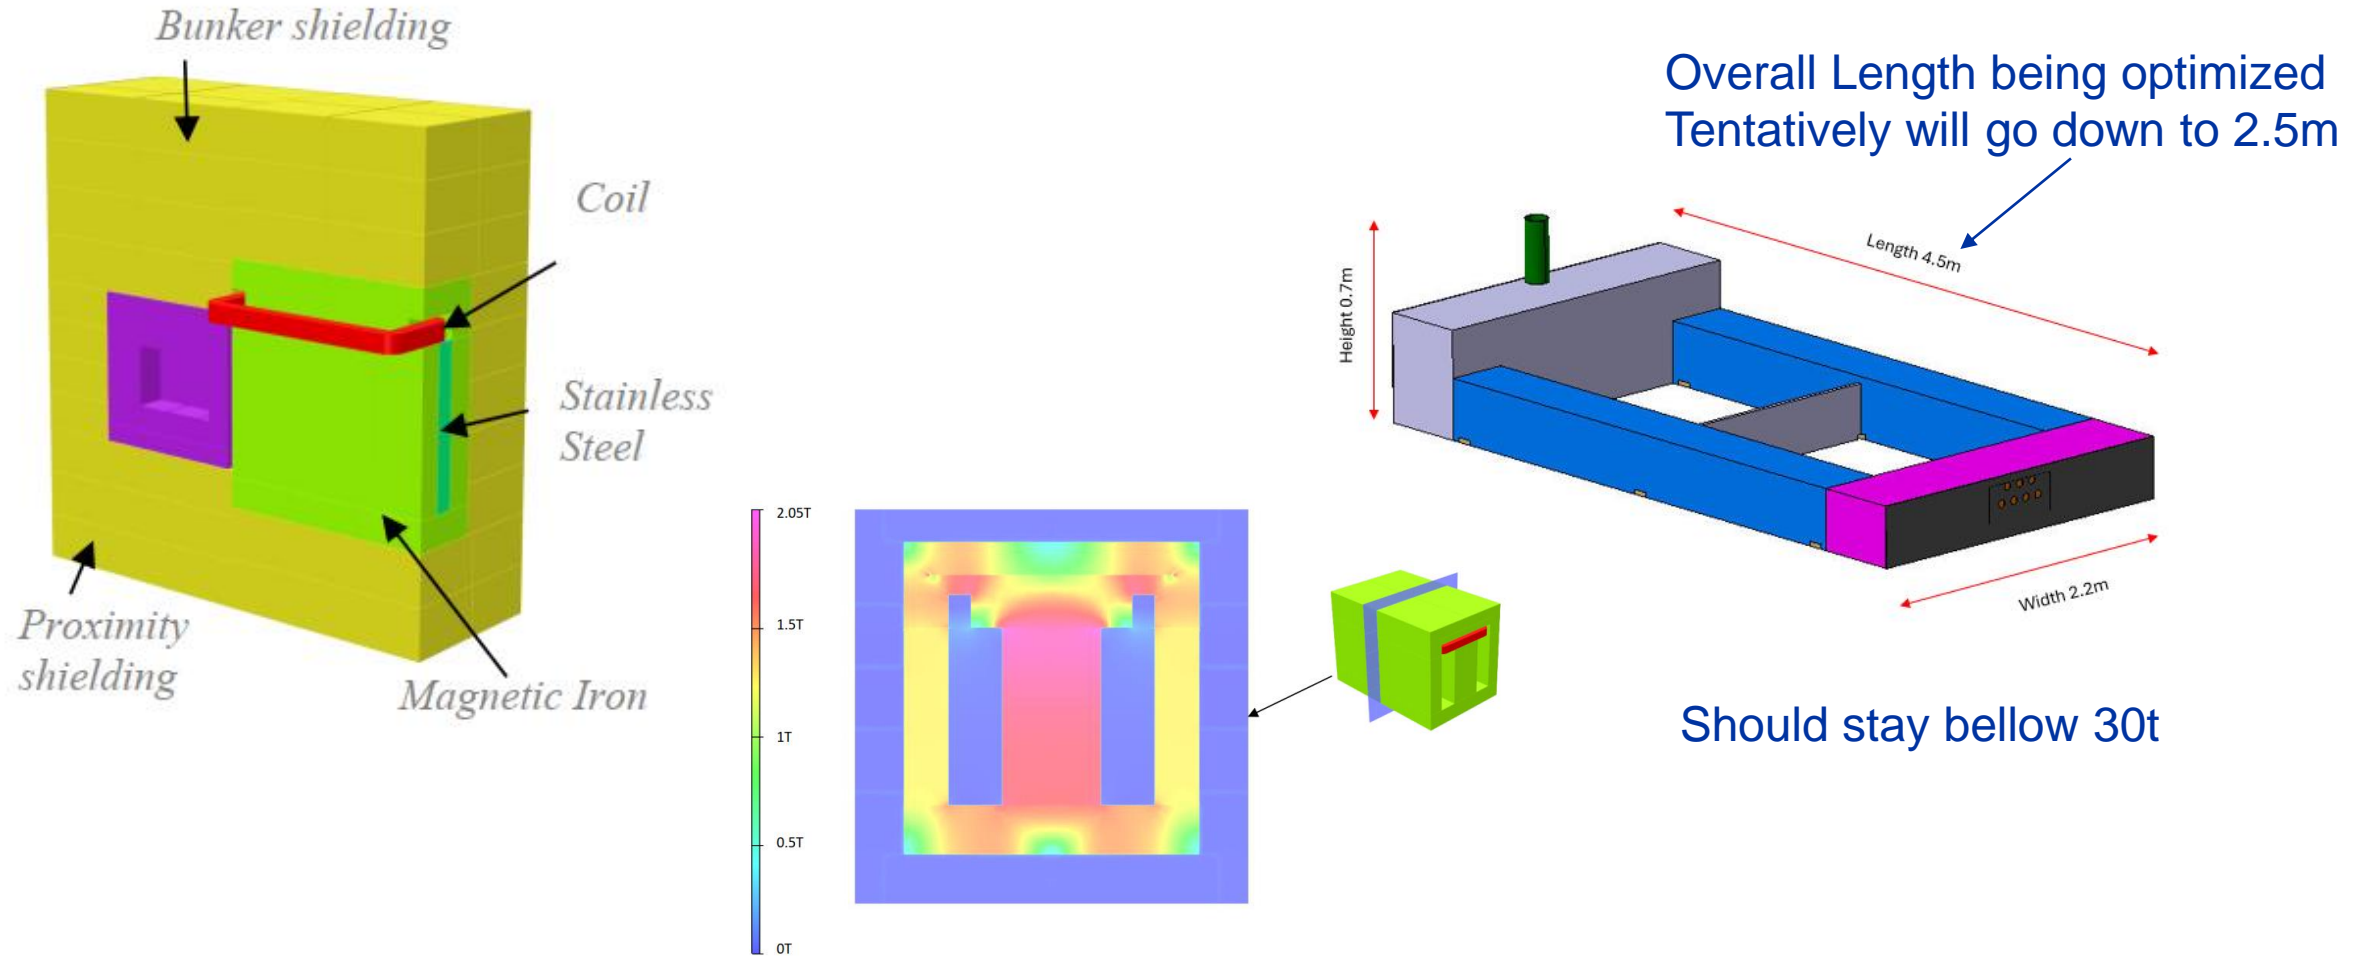 Bunker shielding
Coil
Stainless
Steel
Proximity
shielding
Magnetic Iron
2.05T
1.5T
1T
0.5T
0T
Overall Length being optimized
Tentatively will go down to 2.5m
Height 0.7m
Length 4.5m
Width 2.2m
Should stay bellow 30t